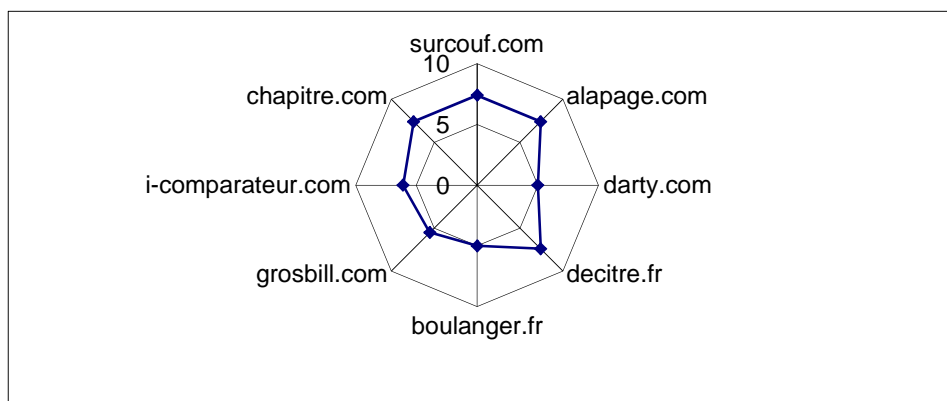 surcouf.com
10
chapitre.com
alapage.com
5
i-comparateur.com
0
darty.com
grosbill.com
decitre.fr
boulanger.fr